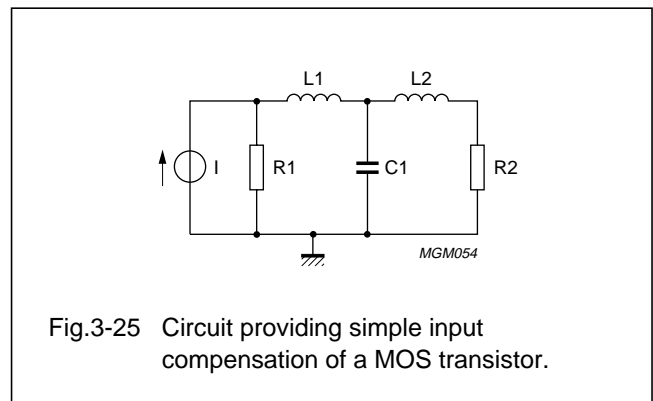 L1 L2
I R1 C1 R2
MGM054
Fig.3-25 Circuit providing simple input
compensation of a MOS transistor.